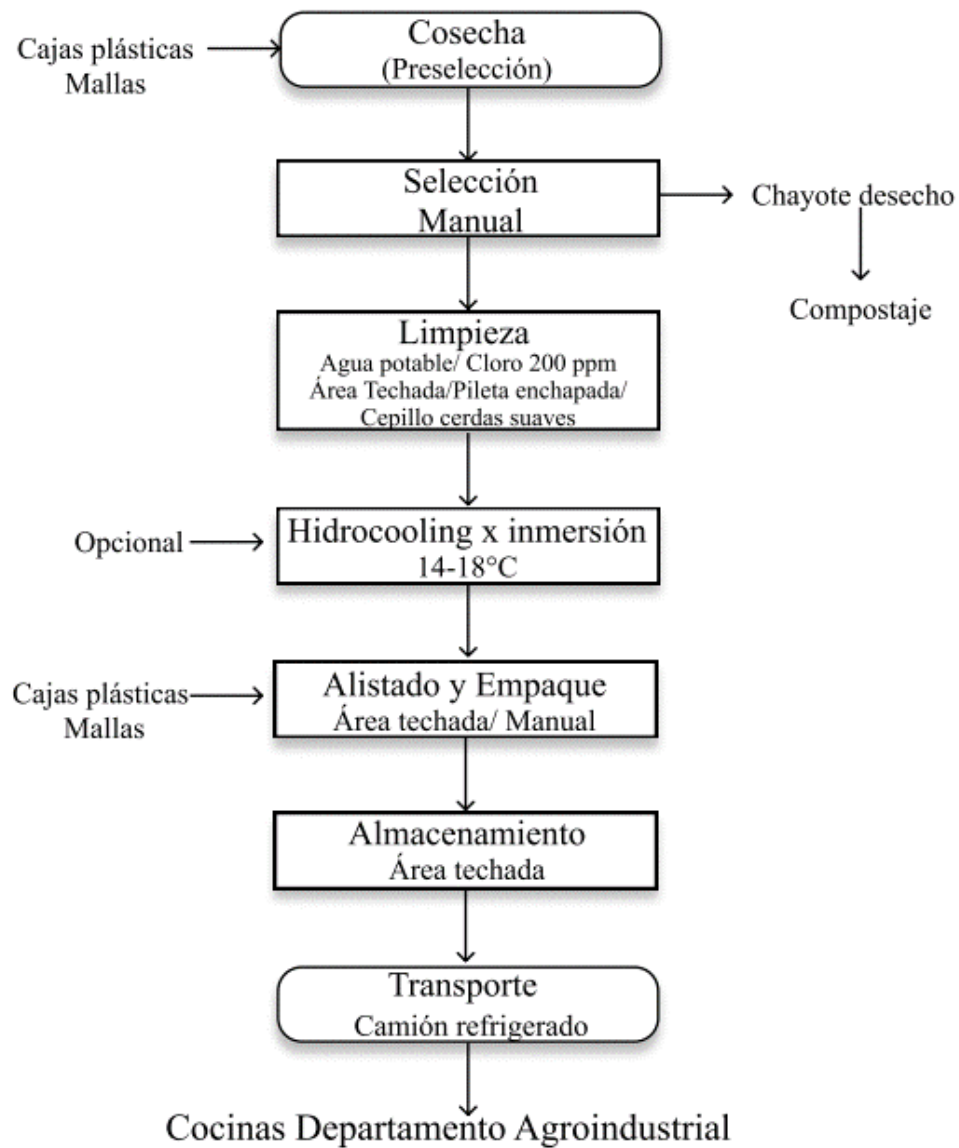 Cosecha
(Preselección)
Cajas plásticas
Mallas
Selección
Manual
Chayote desecho
Compostaje
Limpieza
Agua potable/ Cloro 200 ppm
Área Techada/Pileta enchapada/
Cepillo cerdas suaves
Opcional
Hidrocooling x inmersión
14-18°C
Cajas plásticas
Mallas
Alistado y Empaque
Área techada/ Manual
Almacenamiento
Área techada
Transporte
Camión refrigerado
Cocinas Departamento Agroindustrial